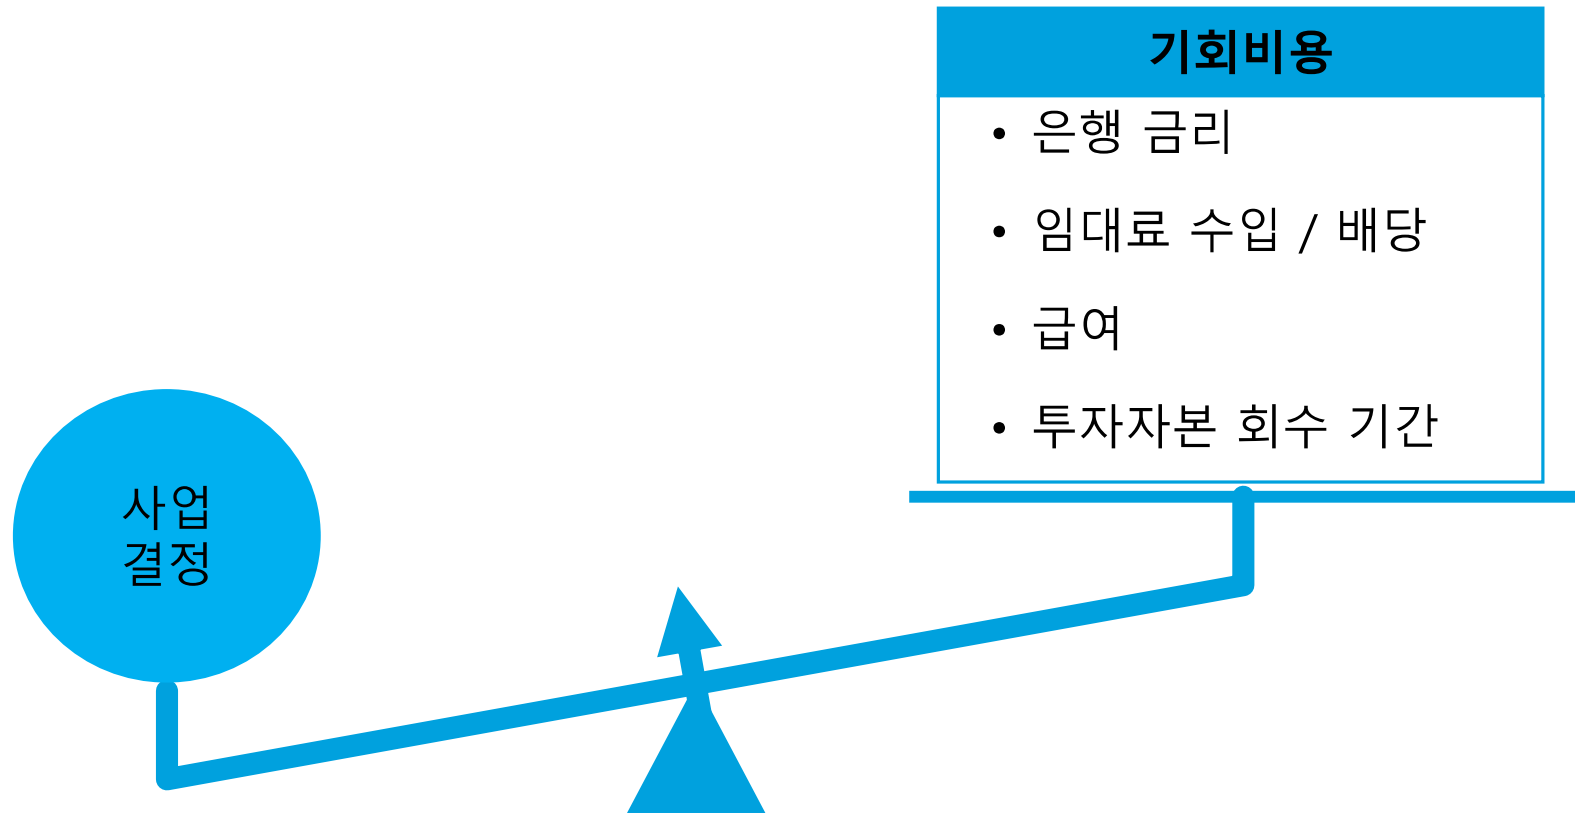 기회비용
• 은행 금리
• 임대료 수입 / 배당
• 급여
• 투자자본 회수 기간
사업
결정